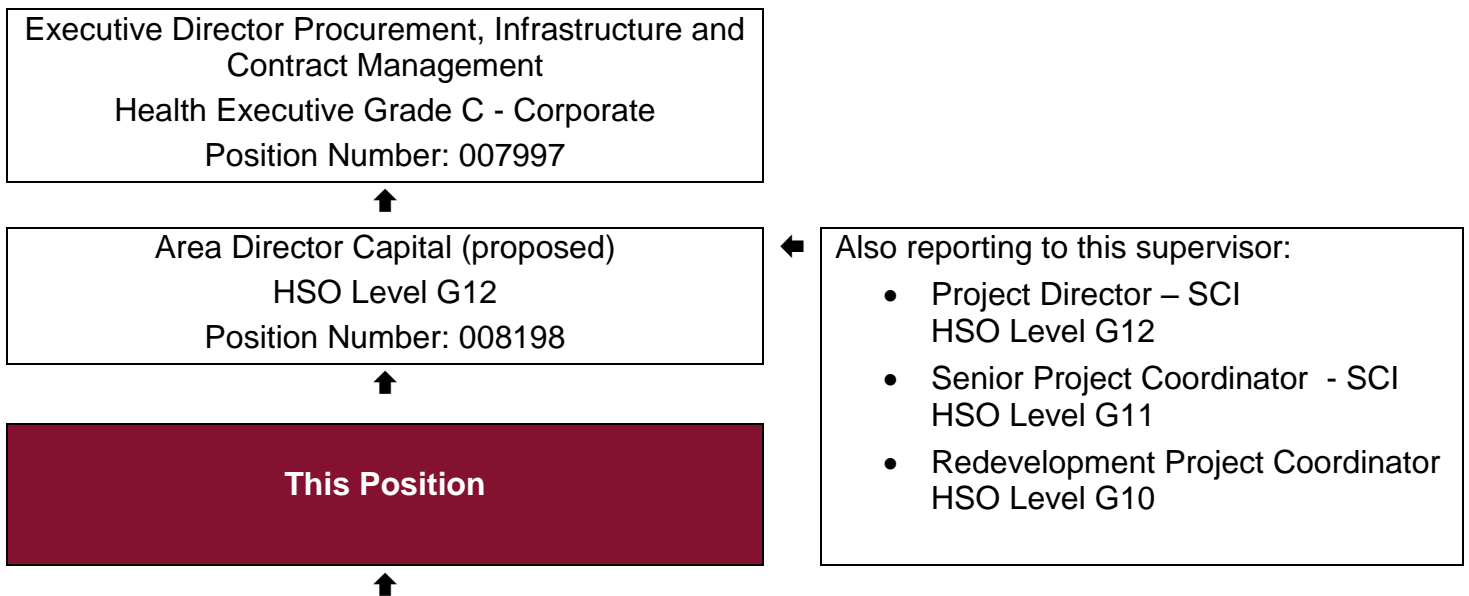 Executive Director Procurement, Infrastructure and
Contract Management
Health Executive Grade C - Corporate
Position Number: 007997
Area Director Capital (proposed)
HSO Level G12
Position Number: 008198
This Position
Also reporting to this supervisor:
• Project Director – SCI
HSO Level G12
• Senior Project Coordinator - SCI
HSO Level G11
• Redevelopment Project Coordinator
HSO Level G10